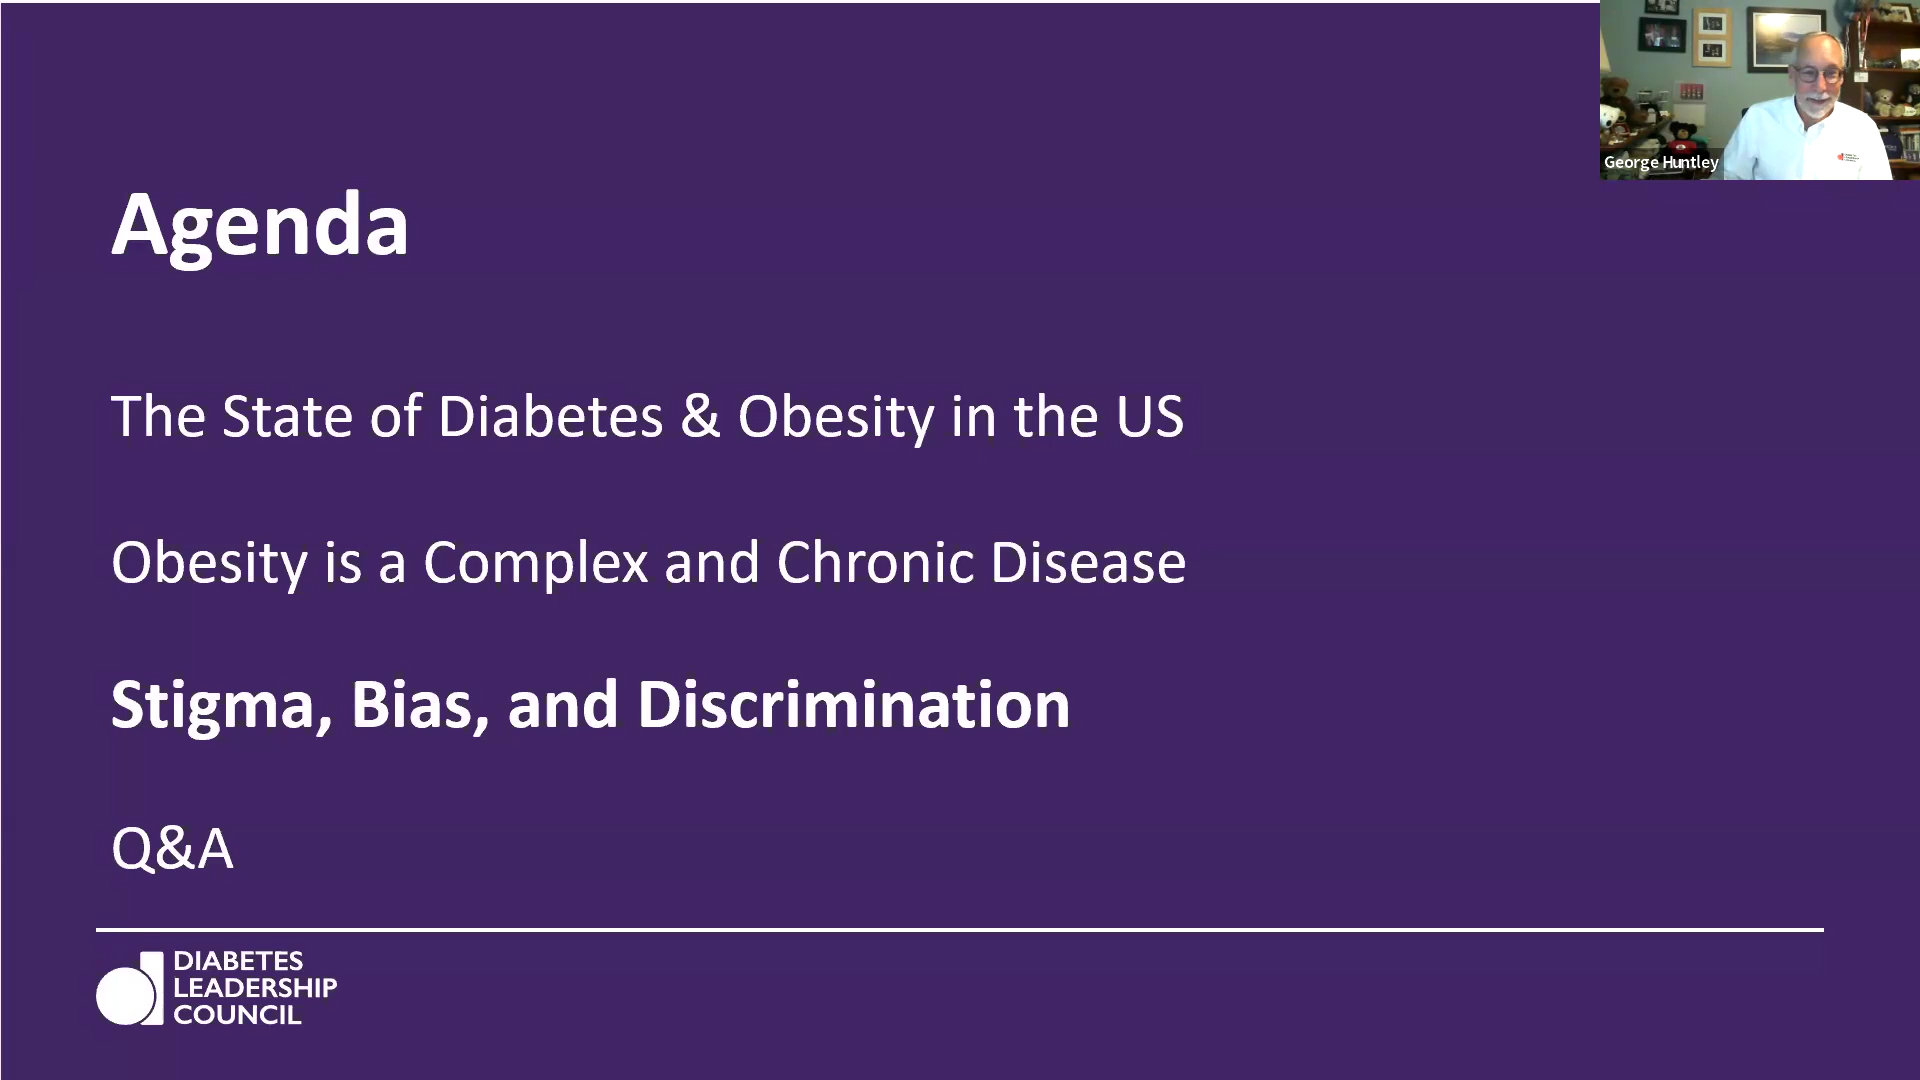 George Huntley
Agenda
The State of Diabetes & Obesity in the US
Obesity is a Complex and Chronic Disease
Stigma, Bias, and Discrimination
Q&A
DIABETES
LEADERSHIP
COUNCIL